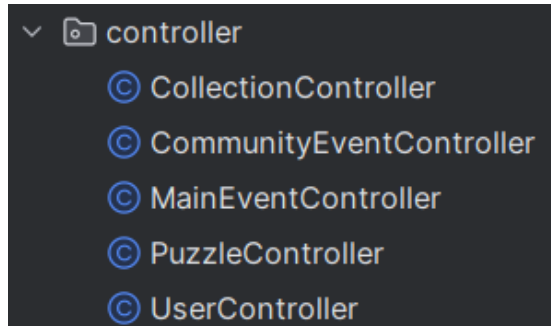 controller
CollectionController
CommunityEventController
MainEventController
PuzzleController
UserController